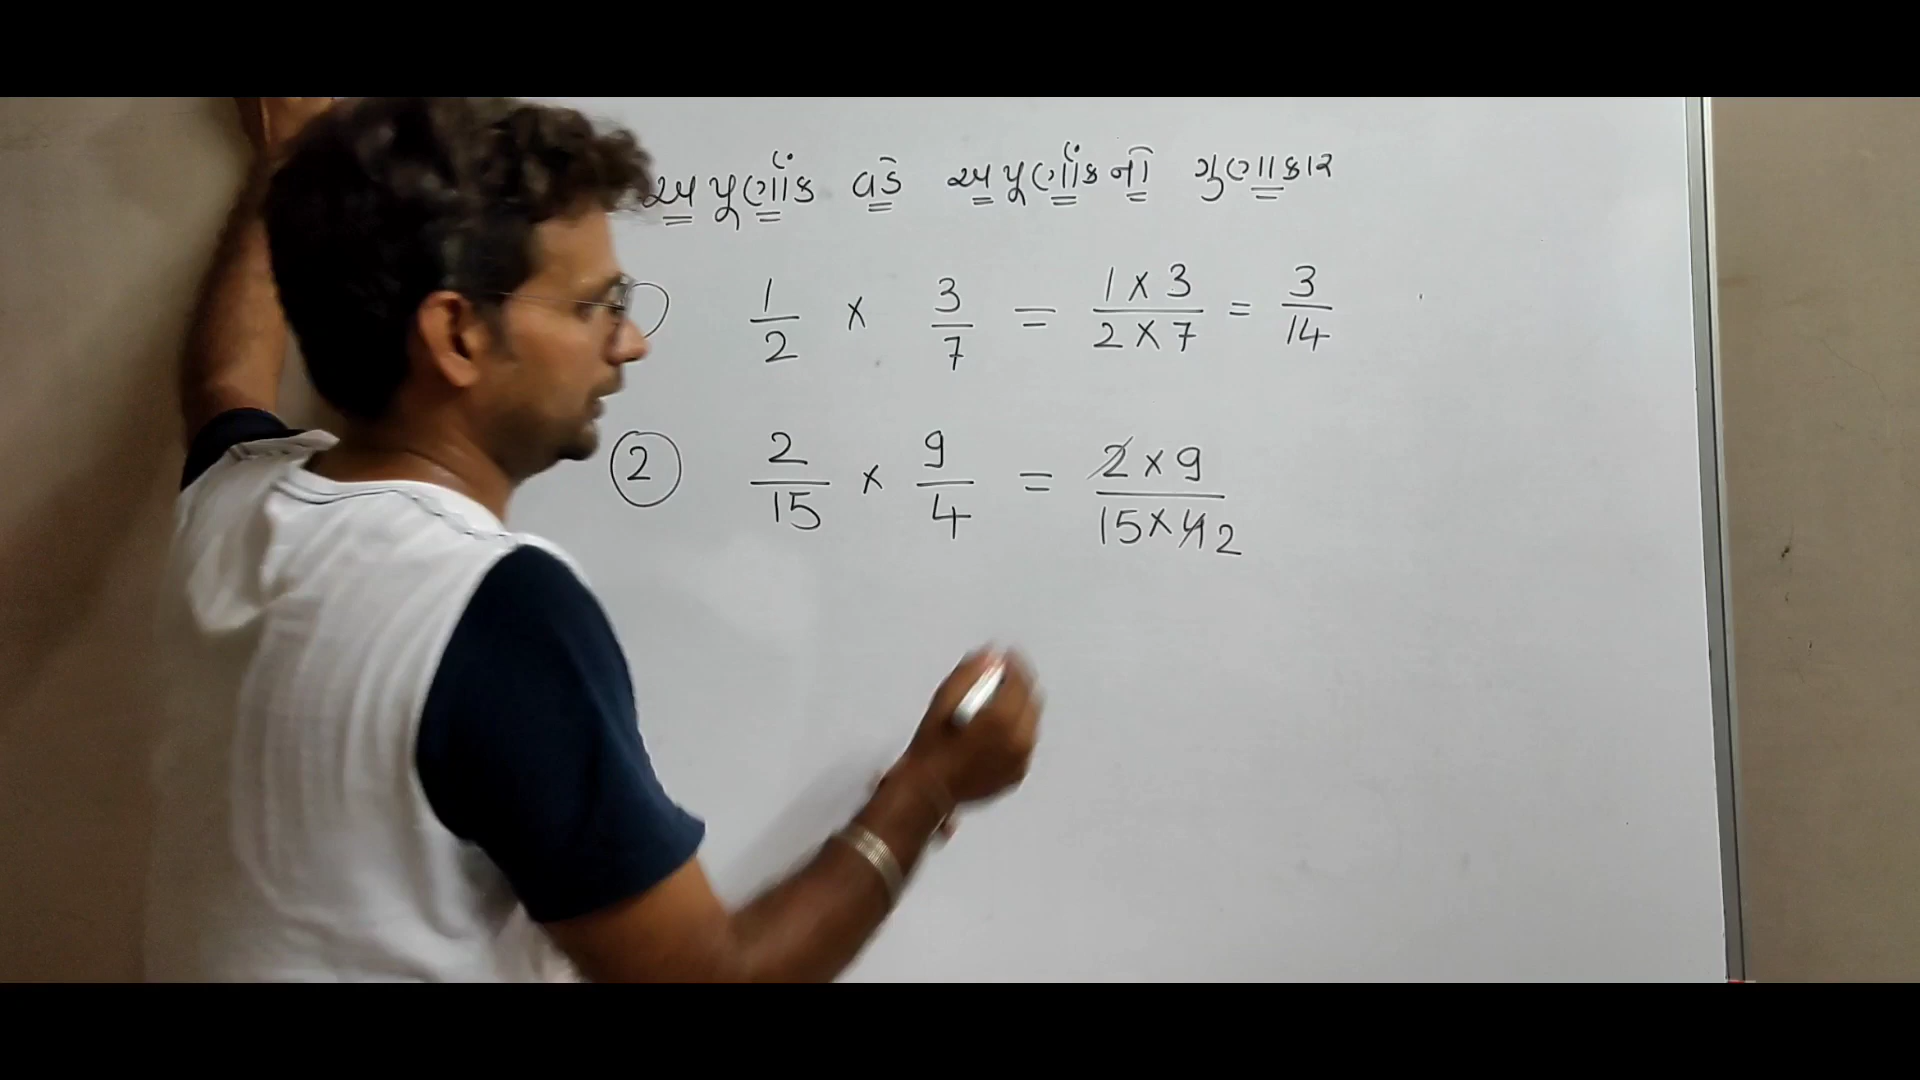 અપૂર્ણાંક વડે અપૂર્ણાંકનો ગુણાકાર
1/2 × 3/7 = (1 × 3)/(2 × 7) = 3/14
② 2/15 × 9/4 = (2 × 9)/(15 × 4 2)